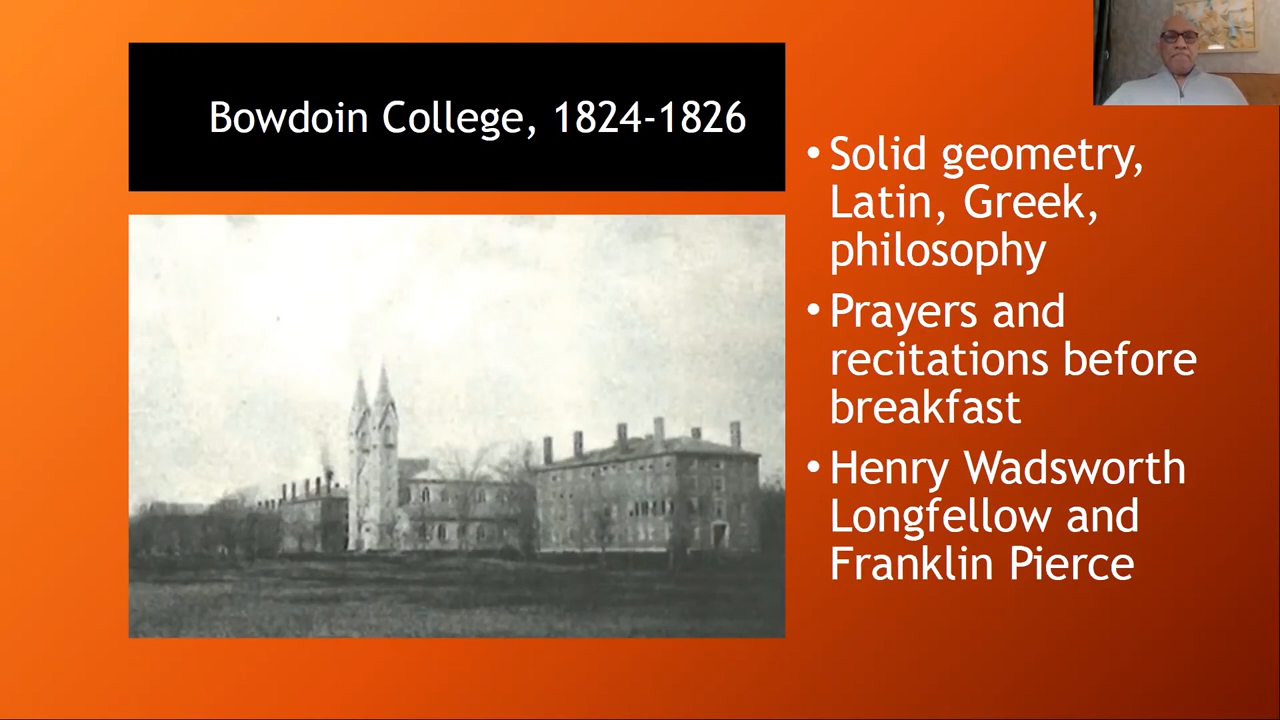 Bowdoin College, 1824-1826
• Solid geometry,
Latin, Greek,
philosophy
• Prayers and
recitations before
breakfast
• Henry Wadsworth
Longfellow and
Franklin Pierce